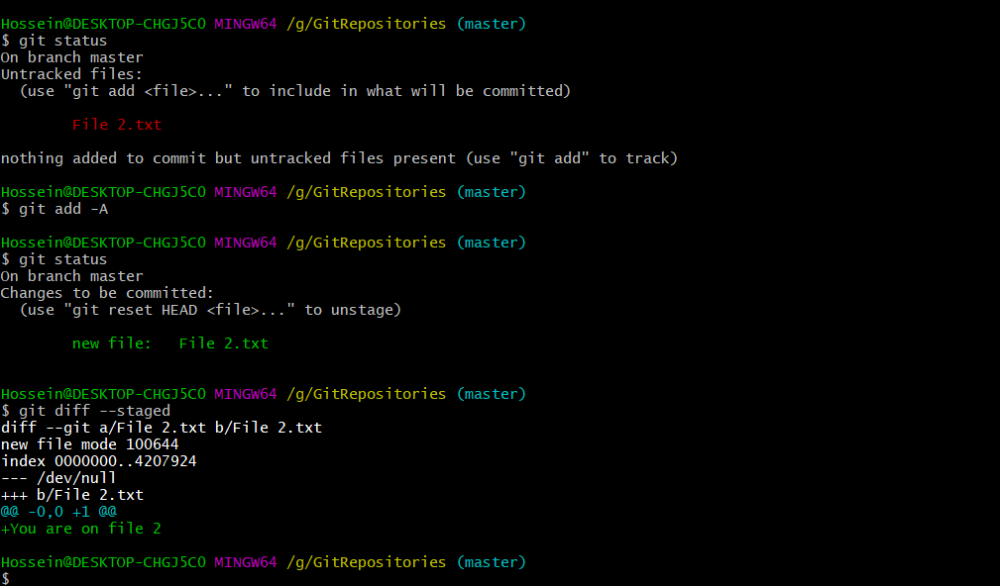 Hossein@DESKTOP-CHGJ5CO MINGW64 /g/GitRepositories (master)
$ git status
On branch master
Untracked files:
  (use "git add <file>..." to include in what will be committed)
        File 2.txt
nothing added to commit but untracked files present (use "git add" to track)
Hossein@DESKTOP-CHGJ5CO MINGW64 /g/GitRepositories (master)
$ git add -A
Hossein@DESKTOP-CHGJ5CO MINGW64 /g/GitRepositories (master)
$ git status
On branch master
Changes to be committed:
  (use "git reset HEAD <file>..." to unstage)
        new file:   File 2.txt
Hossein@DESKTOP-CHGJ5CO MINGW64 /g/GitRepositories (master)
$ git diff --staged
diff --git a/File 2.txt b/File 2.txt
new file mode 100644
index 0000000..4207924
--- /dev/null
+++ b/File 2.txt
@@ -0,0 +1 @@
+You are on file 2
Hossein@DESKTOP-CHGJ5CO MINGW64 /g/GitRepositories (master)
$